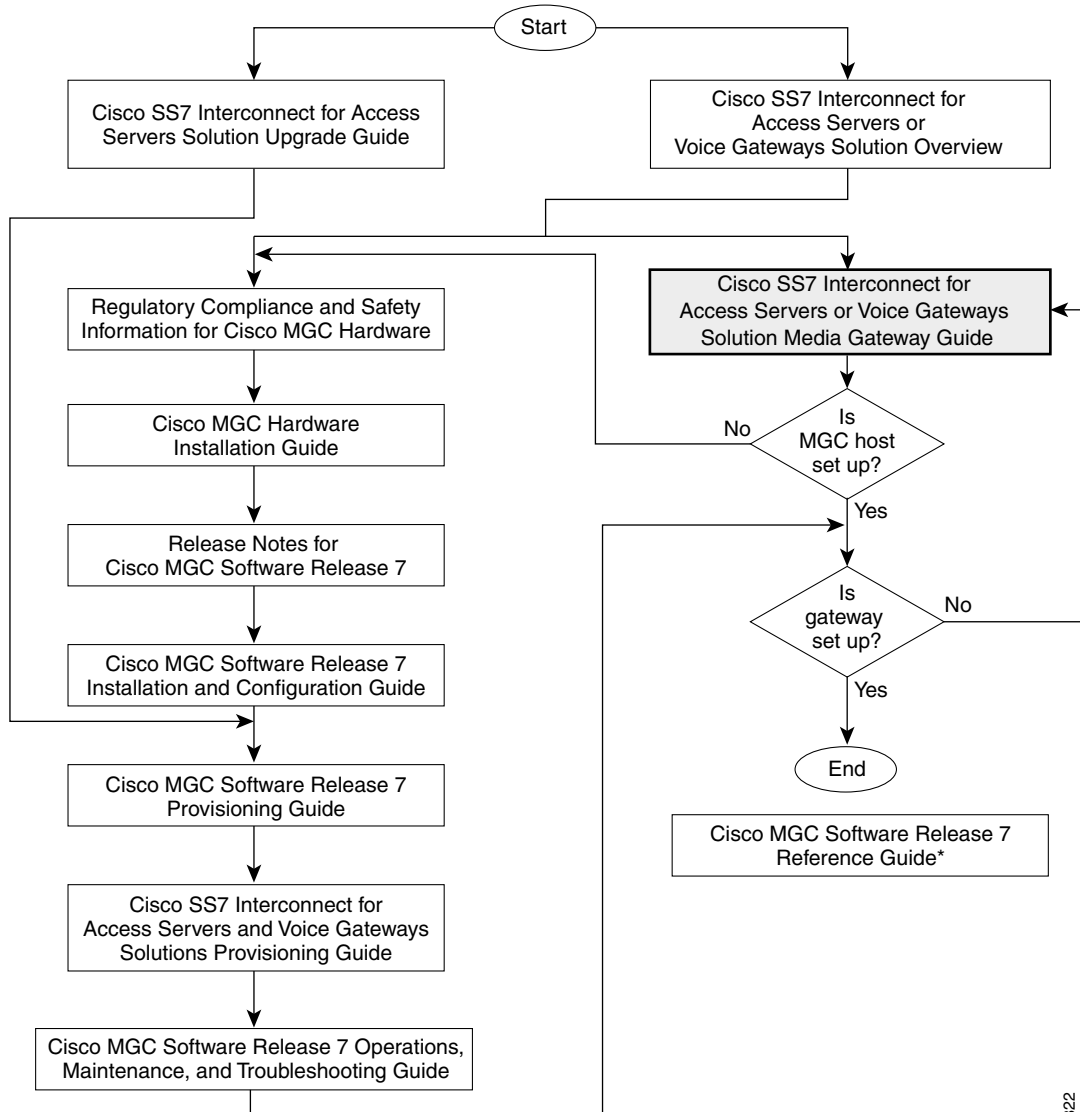 Start
Cisco SS7 Interconnect for Access
Servers Solution Upgrade Guide
Cisco SS7 Interconnect for
Access Servers or
Voice Gateways Solution Overview
Regulatory Compliance and Safety
Information for Cisco MGC Hardware
Cisco SS7 Interconnect for
Access Servers or Voice Gateways
Solution Media Gateway Guide
Cisco MGC Hardware
Installation Guide
No
Is
MGC host
set up?
Yes
Release Notes for
Cisco MGC Software Release 7
Is
gateway
set up?
No
Yes
Cisco MGC Software Release 7
Installation and Configuration Guide
End
Cisco MGC Software Release 7
Provisioning Guide
Cisco MGC Software Release 7
Reference Guide*
Cisco SS7 Interconnect for
Access Servers and Voice Gateways
Solutions Provisioning Guide
Cisco MGC Software Release 7 Operations,
Maintenance, and Troubleshooting Guide